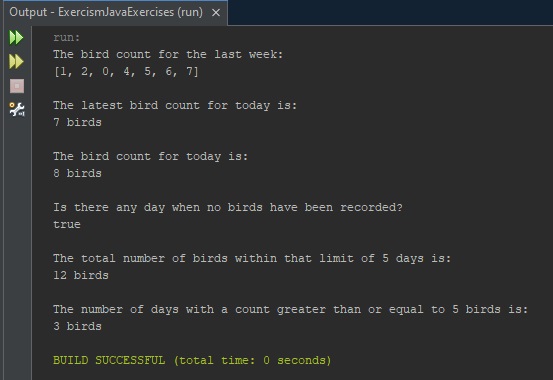 Output - ExercismJavaExercises (run) ×
run:
The bird count for the last week:
[1, 2, 0, 4, 5, 6, 7]
The latest bird count for today is:
7 birds
The bird count for today is:
8 birds
Is there any day when no birds have been recorded?
true
The total number of birds within that limit of 5 days is:
12 birds
The number of days with a count greater than or equal to 5 birds is:
3 birds
BUILD SUCCESSFUL (total time: 0 seconds)